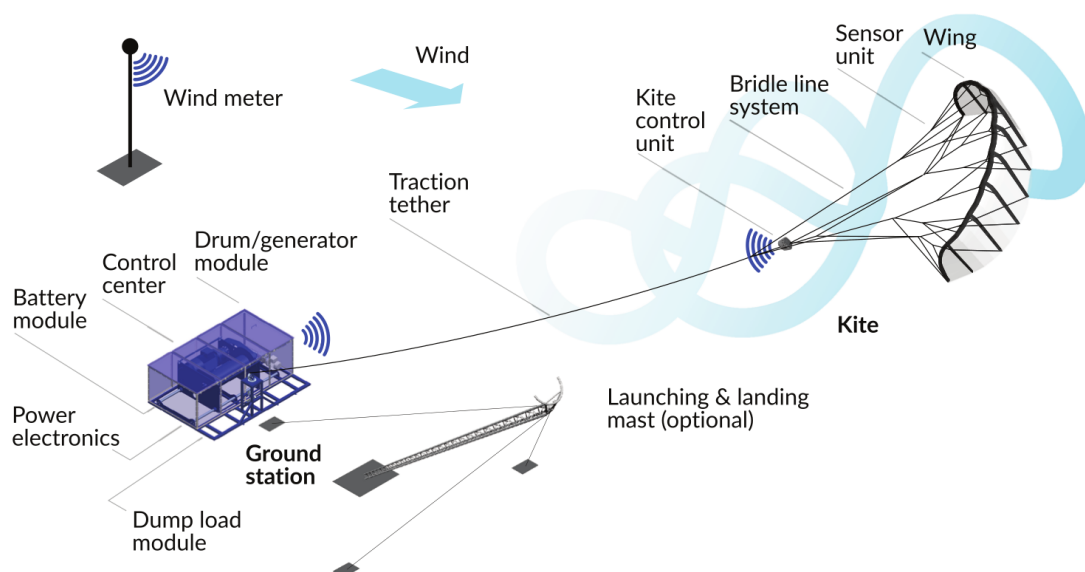 Wind meter
Wind
Sensor
unit
Wing
Bridle line
system
Kite
control
unit
Traction
tether
Drum/generator
module
Control
center
Battery
module
Kite
Launching & landing
mast (optional)
Power
electronics
Ground
station
Dump load
module